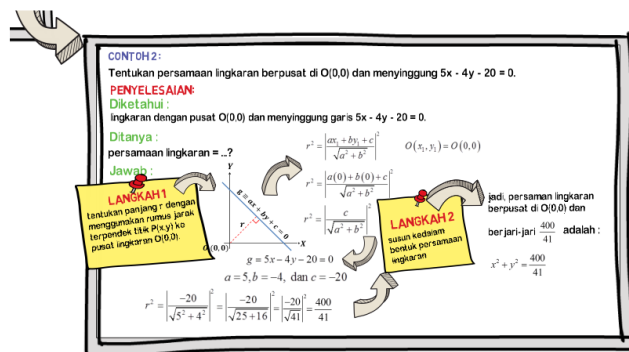 CONTOH 2:
Tentukan persamaan lingkaran berpusat di O(0,0) dan menyinggung 5x - 4y - 20 = 0.
PENYELESAIAN:
Diketahui :
lingkaran dengan pusat O(0,0) dan menyinggung garis 5x - 4y - 20 = 0.
Ditanya :
persamaan lingkaran = ...?
Jawab :
LANGKAH 1
tentukan panjang r dengan
menggunakan rumus jarak
terpendek titik P(x,y) ke
pusat lingkaran O(0,0).
Y
g = ax + by + c = 0
r
O(0,0)
X
g = 5x − 4y − 20 = 0
a = 5, b = −4, dan c = −20
r² = |−20/√(5² + 4²)|² = |−20/√(25+16)|² = |−20/√41|² = 400/41
r² = |(ax₁ + by₁ + c)/√(a² + b²)|² O(x₁, y₁) = O(0,0)
r² = |(a(0) + b(0) + c)/√(a² + b²)|²
r² = |c/√(a² + b²)|²
LANGKAH 2
susun kedalam
bentuk persamaan
lingkaran
jadi, persaman lingkaran
berpusat di O(0,0) dan
berjari-jari 400/41 adalah :
x² + y² = 400/41